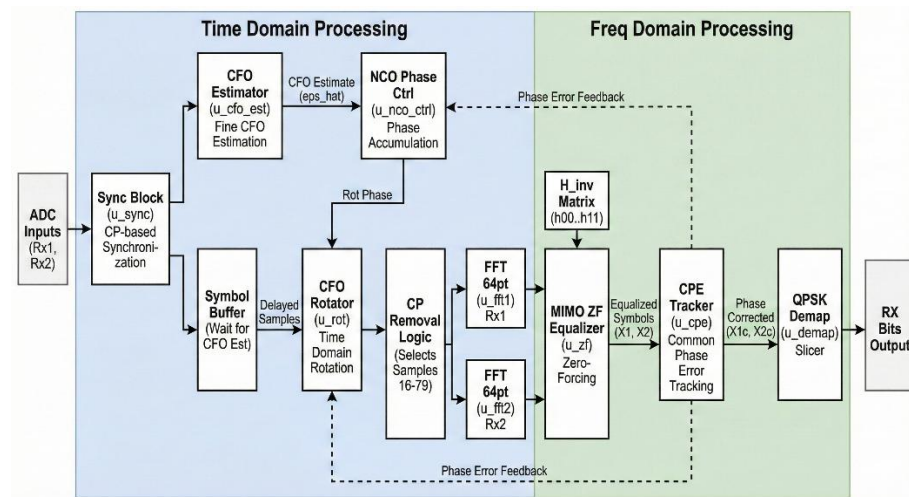 Time Domain Processing
Freq Domain Processing
CFO
Estimator
(u_cfo_est)
Fine CFO
Estimation
CFO Estimate
(eps_hat)
NCO Phase
Ctrl
(u_nco_ctrl)
Phase
Accumulation
Phase Error Feedback
Rot Phase
ADC
Inputs
(Rx1,
Rx2)
Sync Block
(u_sync)
CP-based
Synchroni-
zation
Symbol
Buffer
(Wait for
CFO Est)
Delayed
Samples
CFO
Rotator
(u_rot)
Time
Domain
Rotation
CP
Removal
Logic
(Selects
Samples
16-79)
FFT
64pt
(u_fft1)
Rx1
FFT
64pt
(u_fft2)
Rx2
H_inv
Matrix
(h00..h11)
MIMO ZF
Equalizer
(u_zf)
Zero-
Forcing
Equalized
Symbols
(X1, X2)
CPE
Tracker
(u_cpe)
Common
Phase
Error
Tracking
Phase
Corrected
(X1c, X2c)
QPSK
Demap
(u_demap)
Slicer
RX
Bits
Output
Phase Error Feedback